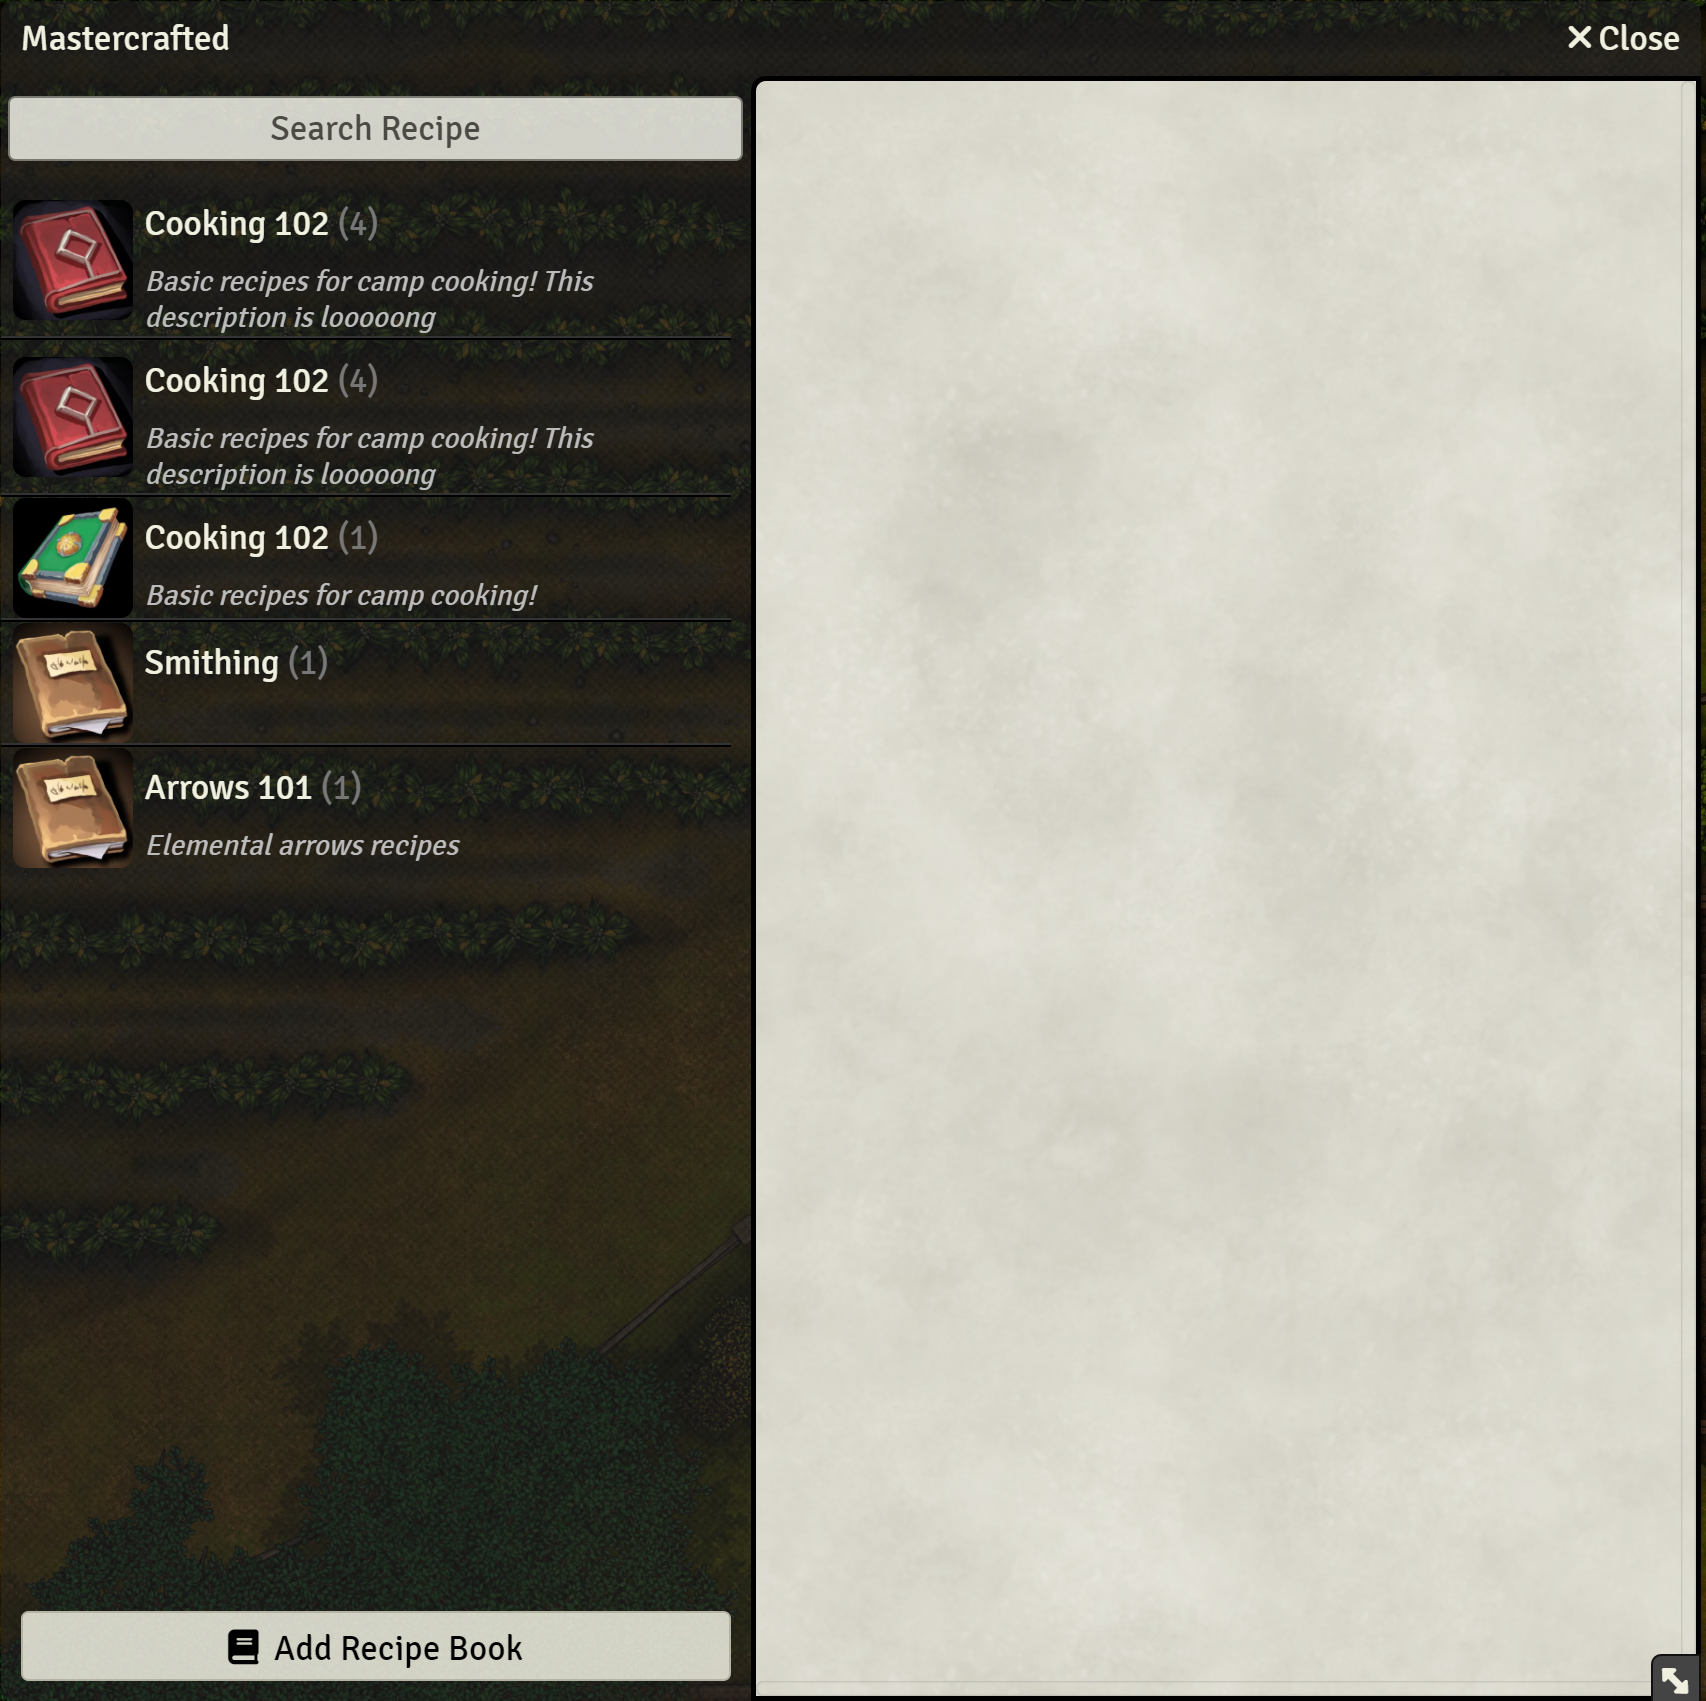 Mastercrafted
Close
Search Recipe
Cooking 102 (4)
Basic recipes for camp cooking! This
description is looooong
Cooking 102 (4)
Basic recipes for camp cooking! This
description is looooong
Cooking 102 (1)
Basic recipes for camp cooking!
Smithing (1)
Arrows 101 (1)
Elemental arrows recipes
Add Recipe Book